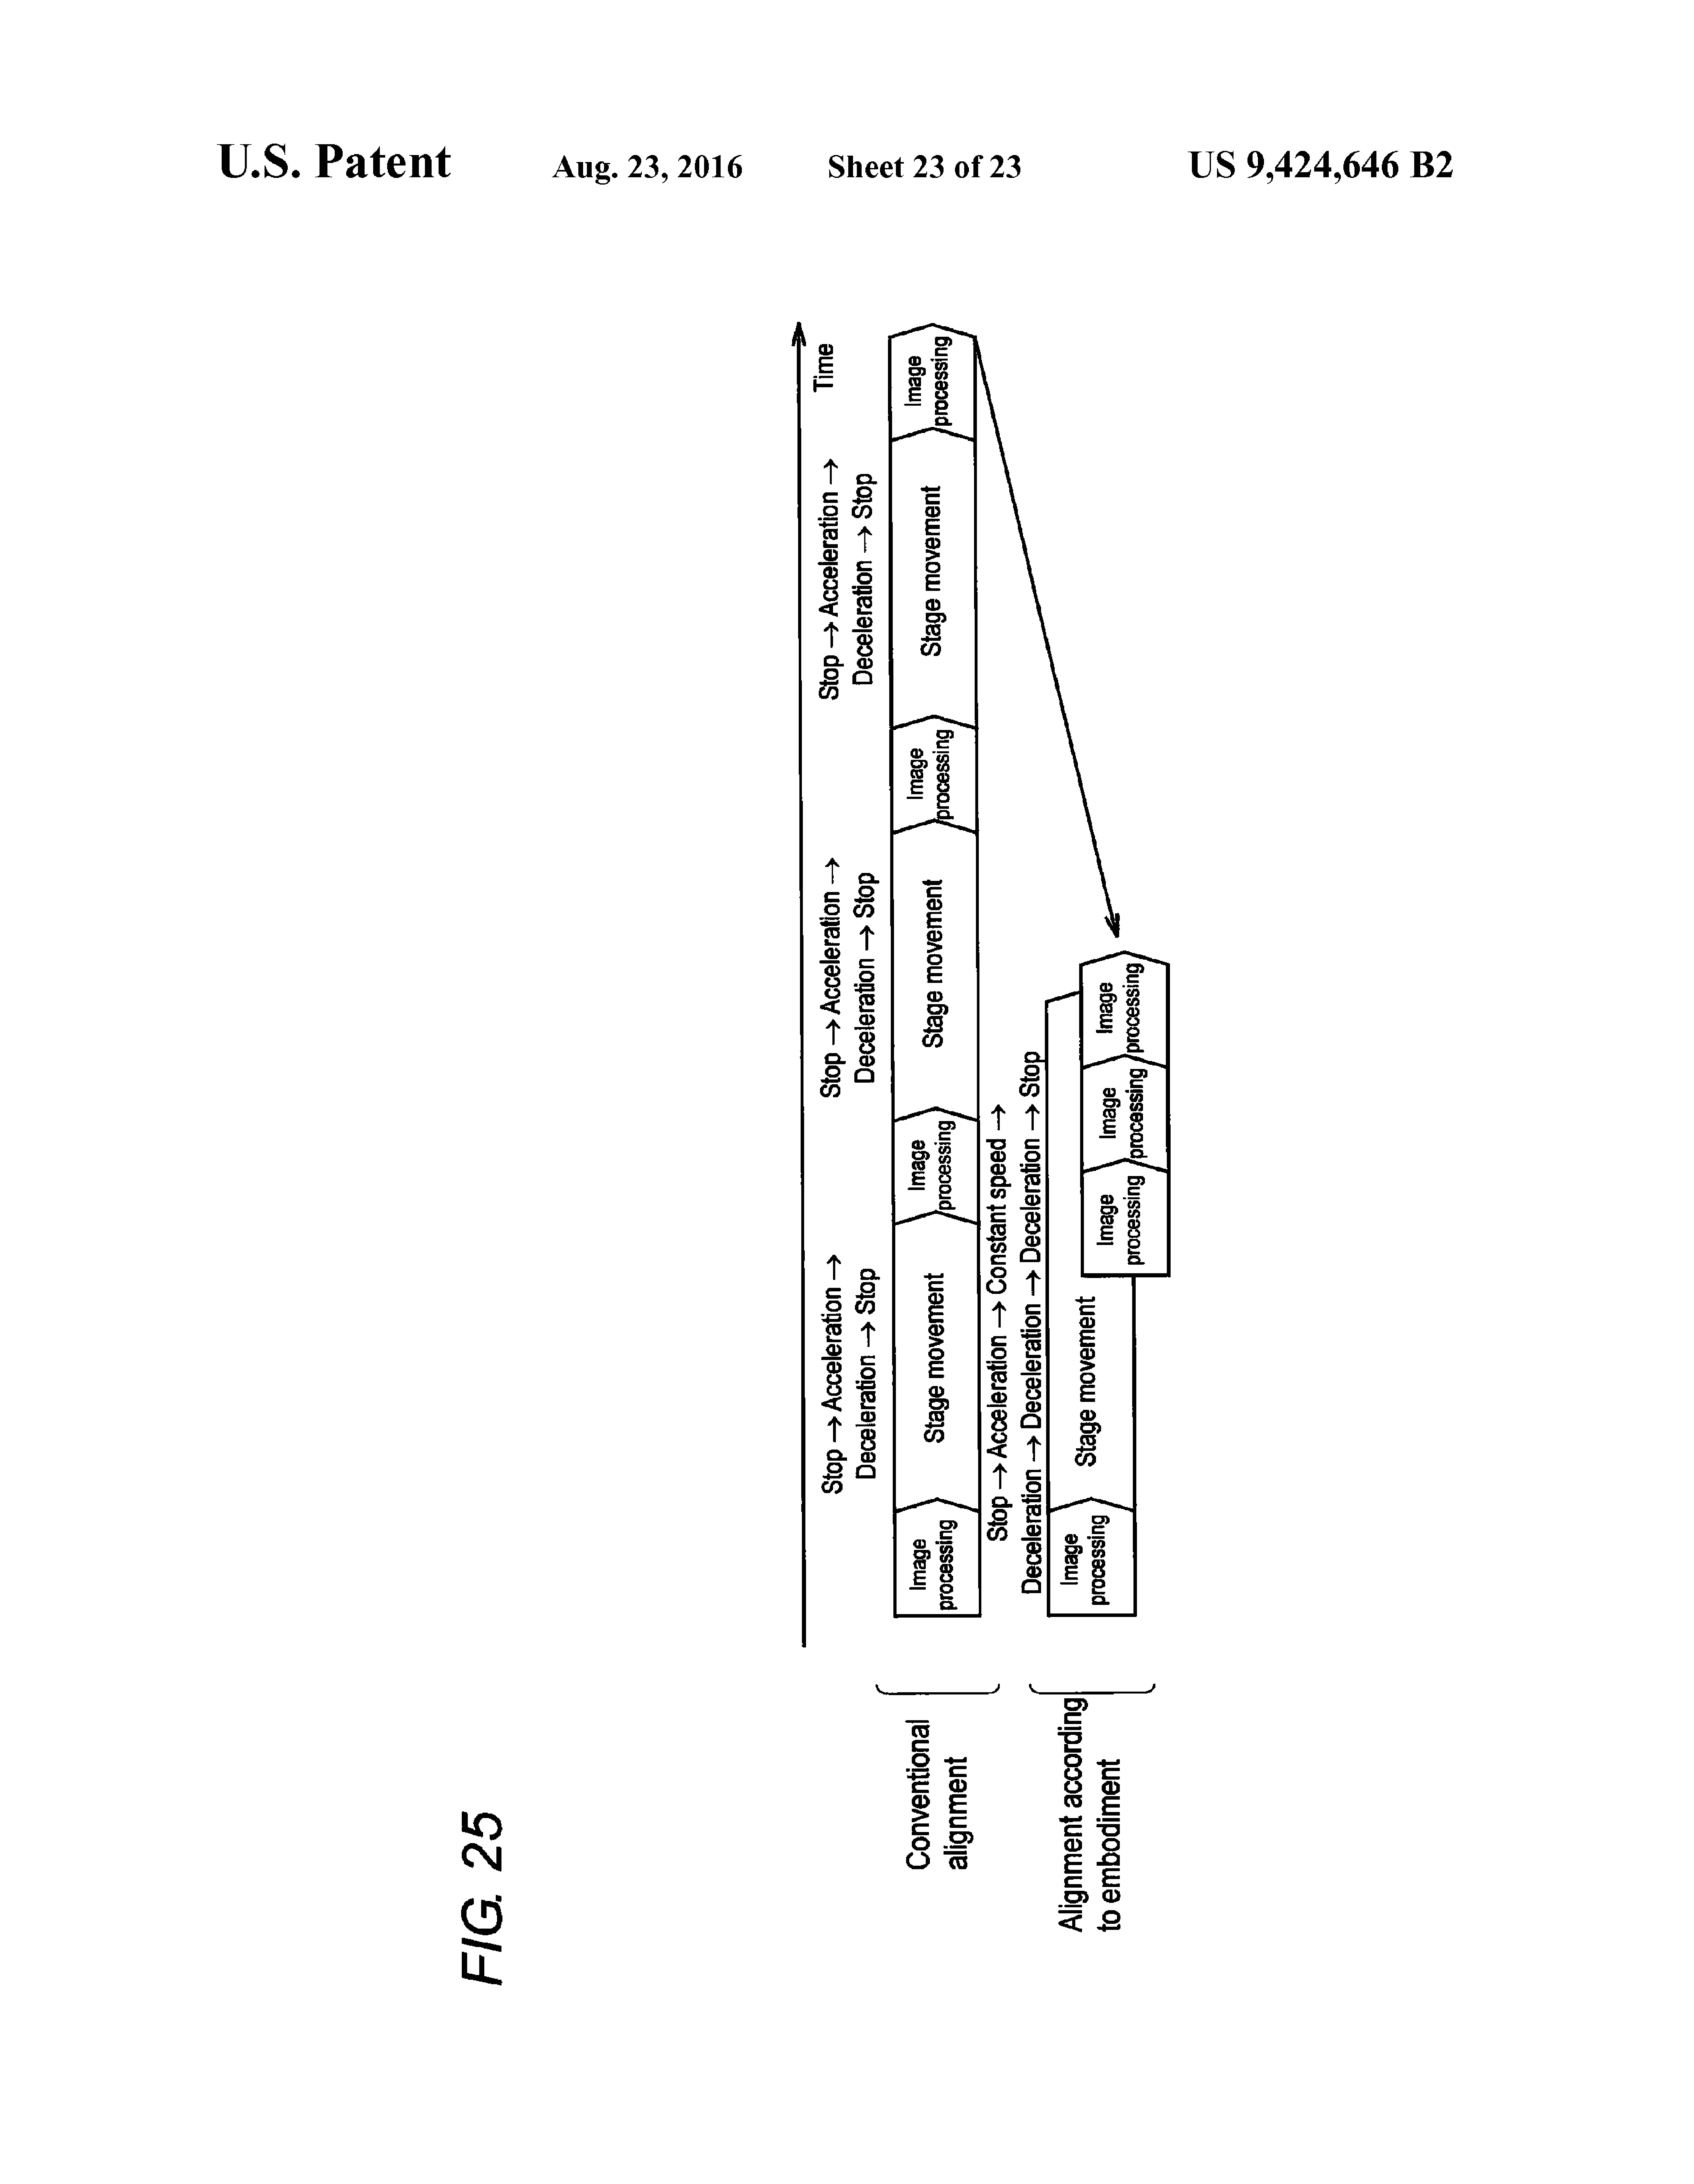 U.S. Patent Aug. 23, 2016 Sheet 23 of 23 US 9,424,646 B2
FIG. 25
Time
Stop → Acceleration →
Deceleration → Stop
Stop → Acceleration →
Deceleration → Stop
Stop → Acceleration →
Deceleration → Stop
Conventional
alignment
Image
processing
Stage movement
Image
processing
Stage movement
Image
processing
Stage movement
Image
processing
Stop → Acceleration → Constant speed →
Deceleration → Deceleration → Deceleration → Stop
Alignment according
to embodiment
Image
processing
Stage movement
Image
processing
Image
processing
Image
processing